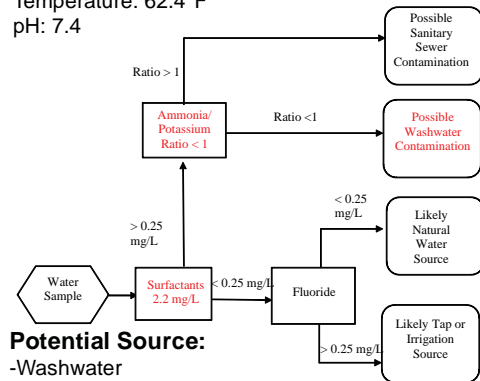 Temperature: 62.4°F
pH: 7.4
Possible
Sanitary
Sewer
Contamination
Ratio > 1
Ammonia/
Potassium
Ratio < 1
Ratio <1
Possible
Washwater
Contamination
> 0.25
mg/L
< 0.25
mg/L
Likely
Natural
Water
Source
Water
Sample
Surfactants
2.2 mg/L
< 0.25 mg/L
Fluoride
> 0.25 mg/L
Likely Tap or
Irrigation
Source
Potential Source:
-Washwater